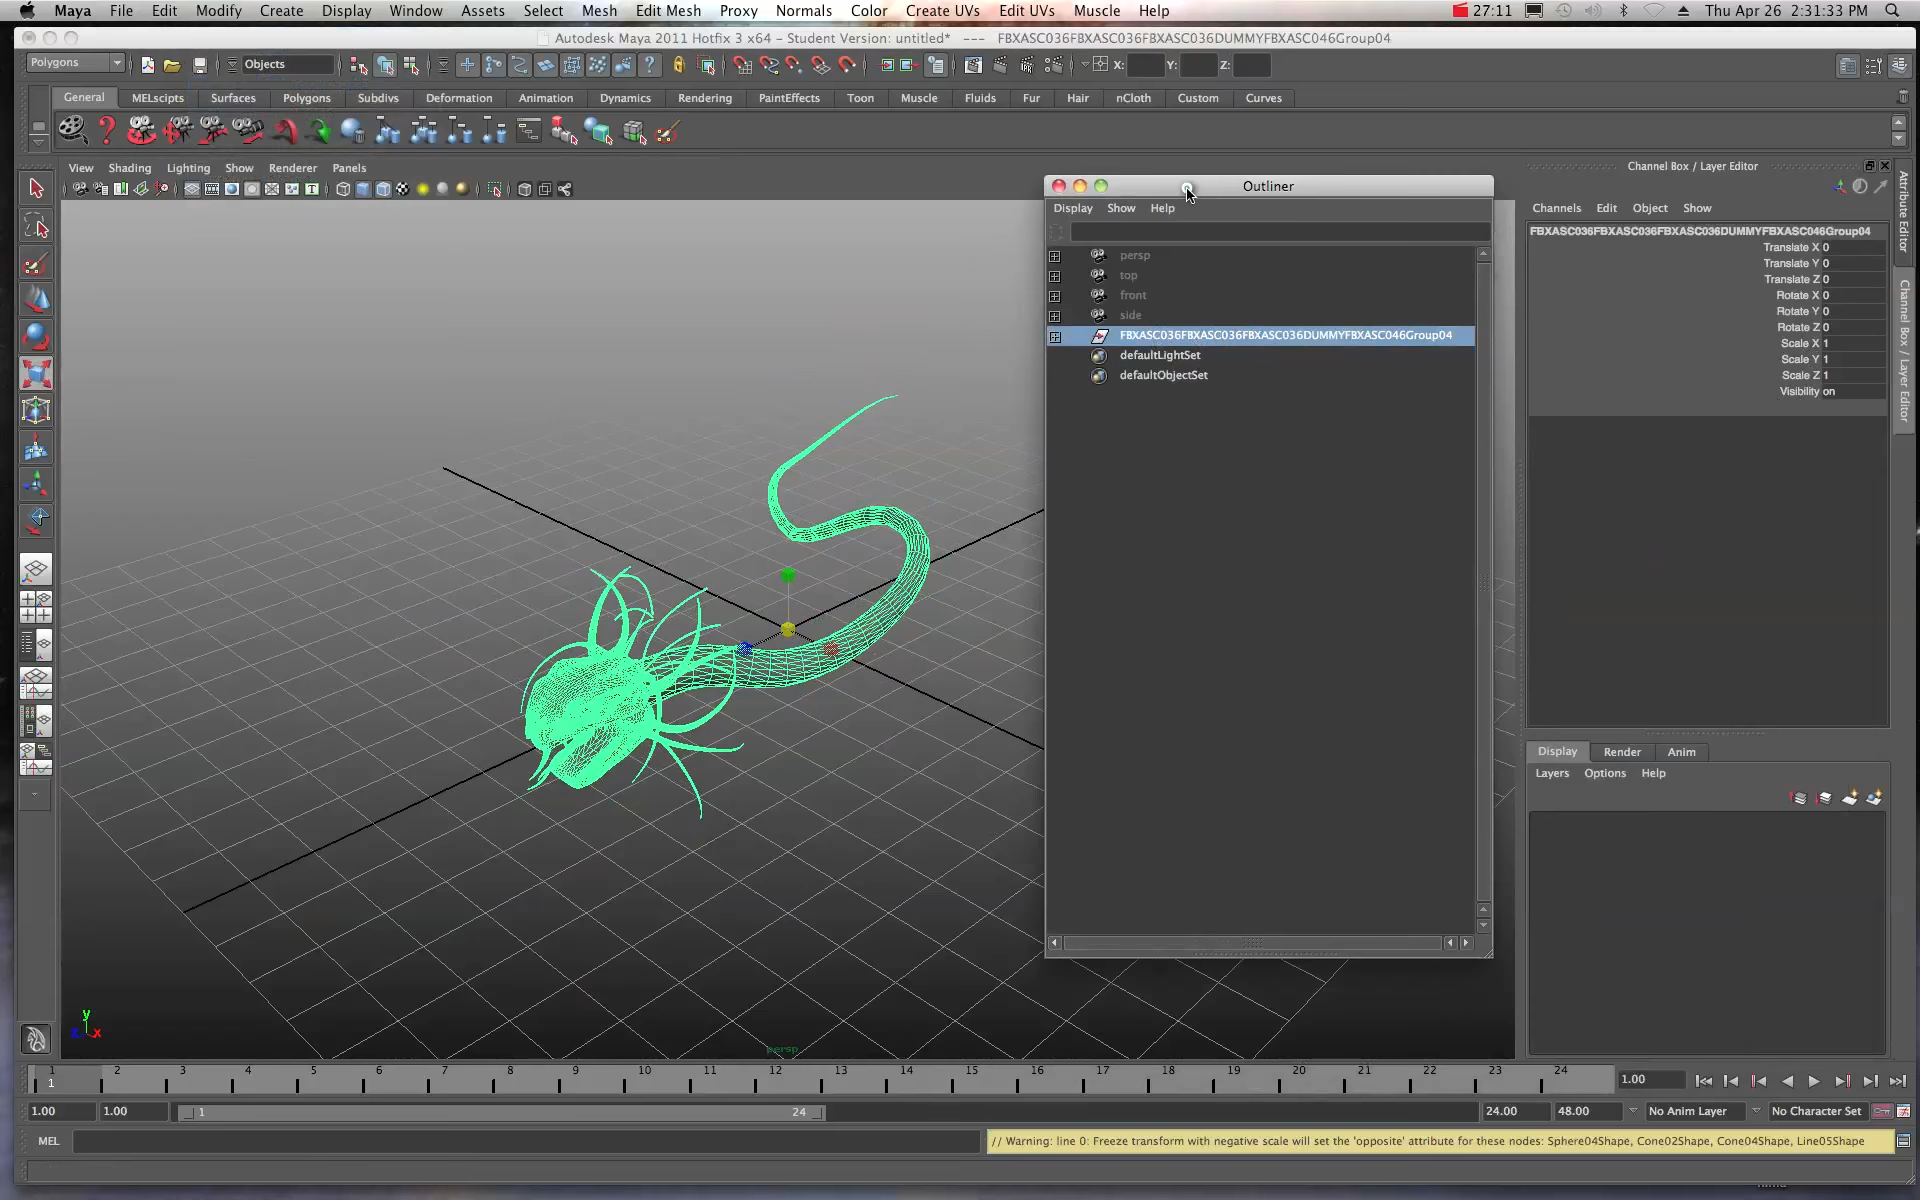 Maya File Edit Modify Create Display Window Assets Select Mesh Edit Mesh Proxy Normals Color Create UVs Edit UVs Muscle Help 27:11 Thu Apr 26 2:31:33 PM
Autodesk Maya 2011 Hotfix 3 x64 - Student Version: untitled* --- FBXASC036FBXASC036FBXASC036DUMMYFBXASC046Group04
Polygons Objects X: Y: Z:
General MELscipts Surfaces Polygons Subdivs Deformation Animation Dynamics Rendering PaintEffects Toon Muscle Fluids Fur Hair nCloth Custom Curves
View Shading Lighting Show Renderer Panels
Channel Box / Layer Editor
Outliner
Display Show Help
Channels Edit Object Show
persp
top
front
side
FBXASC036FBXASC036FBXASC036DUMMYFBXASC046Group04
defaultLightSet
defaultObjectSet
FBXASC036FBXASC036FBXASC036DUMMYFBXASC046Group04
Translate X 0
Translate Y 0
Translate Z 0
Rotate X 0
Rotate Y 0
Rotate Z 0
Scale X 1
Scale Y 1
Scale Z 1
Visibility on
Attribute Editor
Channel Box / Layer Editor
Display Render Anim
Layers Options Help
y
z x
persp
1 2 3 4 5 6 7 8 9 10 11 12 13 14 15 16 17 18 19 20 21 22 23 24
1 1.00
1.00 1.00 1 24 24.00 48.00 No Anim Layer No Character Set
MEL // Warning: line 0: Freeze transform with negative scale will set the 'opposite' attribute for these nodes: Sphere04Shape, Cone02Shape, Cone04Shape, Line05Shape